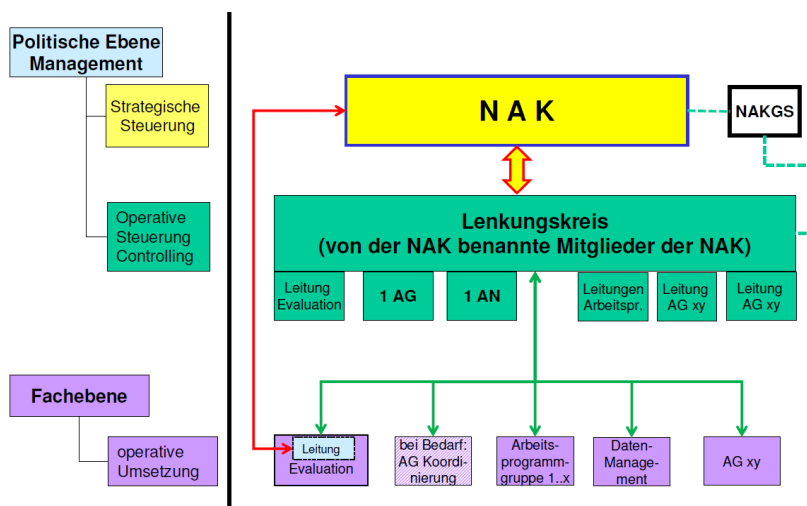 Politische Ebene
Management
Strategische
Steuerung
Operative
Steuerung
Controlling
Fachebene
operative
Umsetzung
N A K
NAKGS
Lenkungskreis
(von der NAK benannte Mitglieder der NAK)
Leitung
Evaluation
1 AG
1 AN
Leitungen
Arbeitspr.
Leitung
AG xy
Leitung
AG xy
Leitung
Evaluation
bei Bedarf:
AG Koordi-
nierung
Arbeits-
programm-
gruppe 1..x
Daten-
Manage-
ment
AG xy